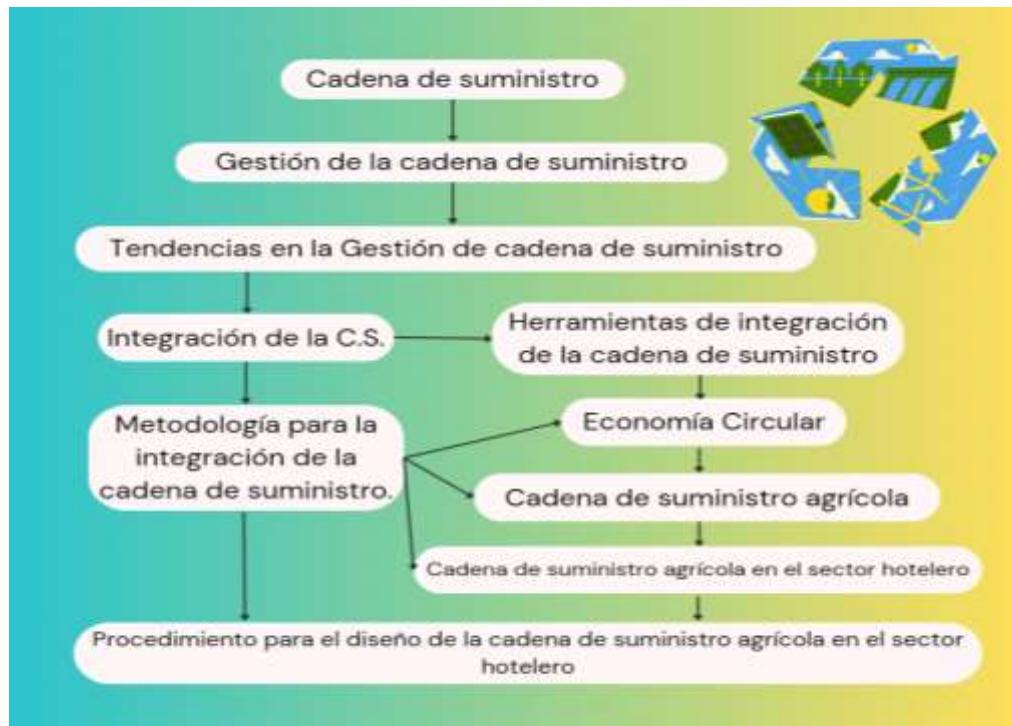 Cadena de suministro
Gestión de la cadena de suministro
Tendencias en la Gestión de cadena de suministro
Integración de la C.S.
Herramientas de integración
de la cadena de suministro
Metodología para la
integración de la
cadena de suministro.
Economía Circular
Cadena de suministro agrícola
Cadena de suministro agrícola en el sector hotelero
Procedimiento para el diseño de la cadena de suministro agrícola en el sector
hotelero